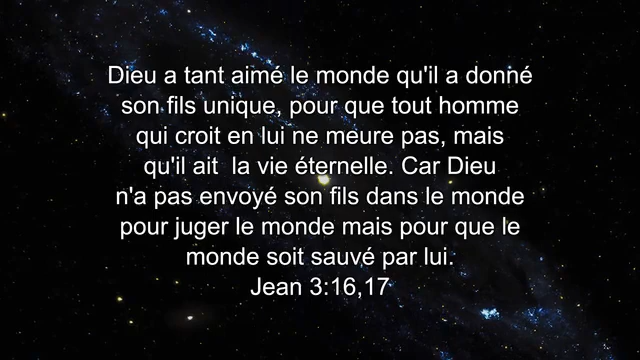 Dieu a tant aimé le monde qu'il a donné
son fils unique, pour que tout homme
qui croit en lui ne meure pas, mais
qu'il ait  la vie éternelle. Car Dieu
n'a pas envoyé son fils dans le monde
pour juger le monde mais pour que le
monde soit sauvé par lui.
Jean 3:16,17